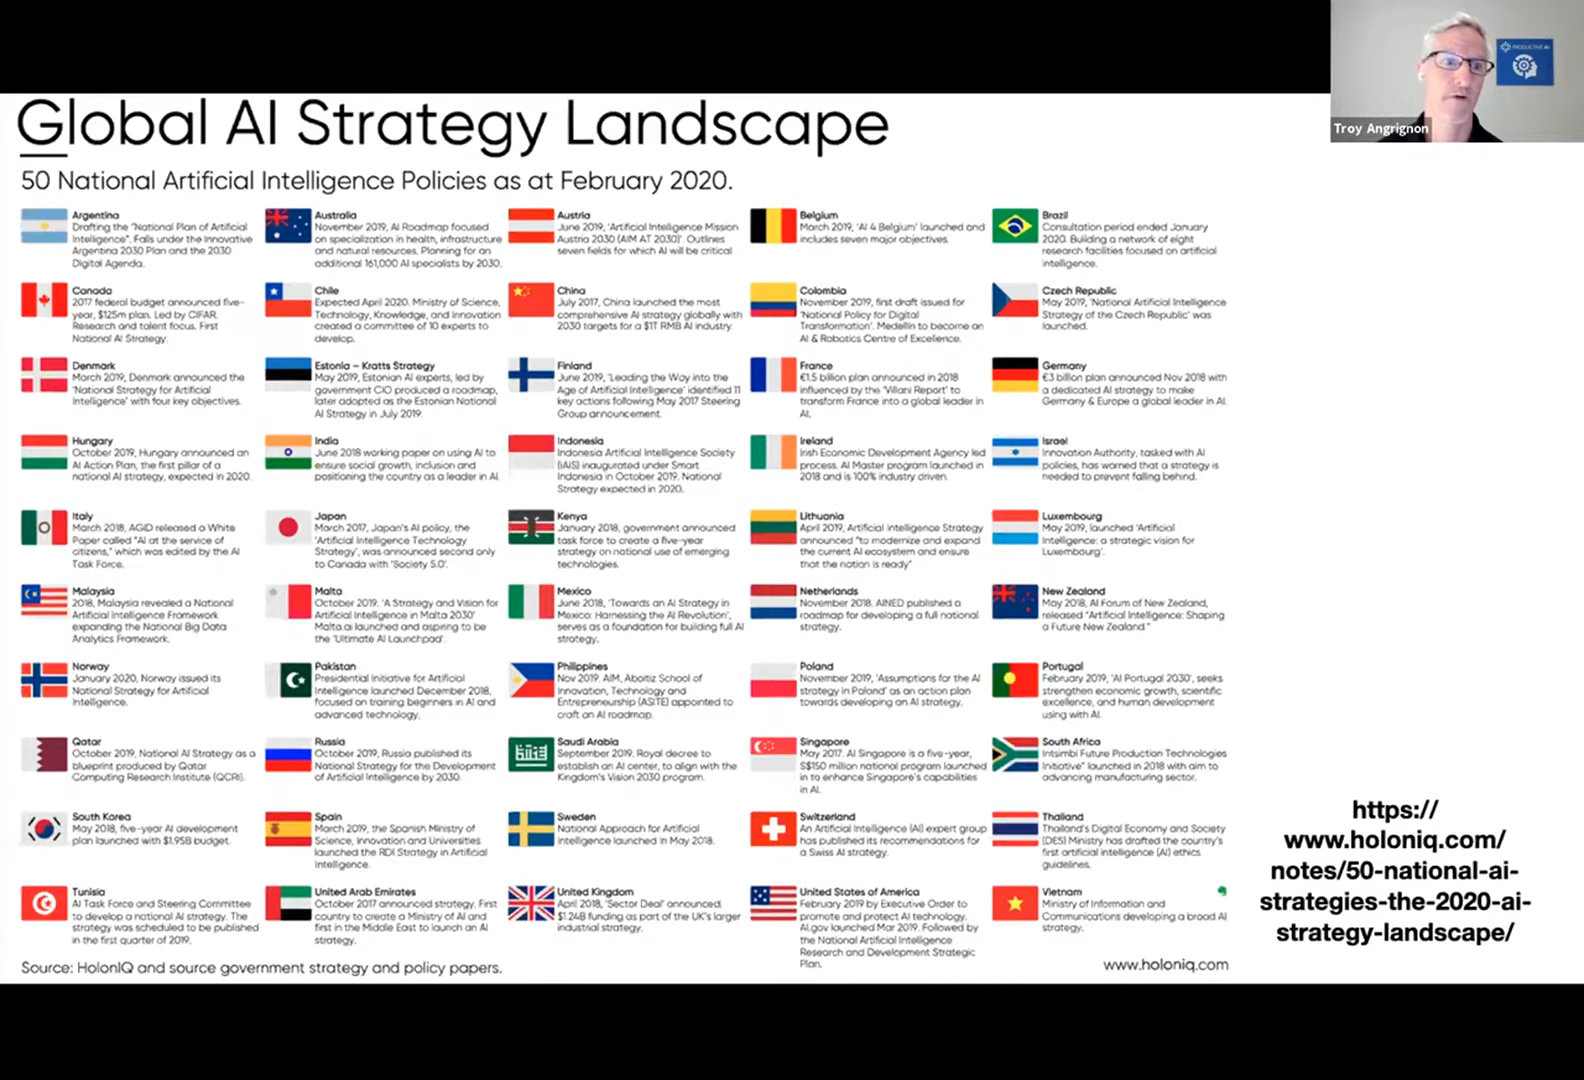 PRODUCTIVE AI
Troy Angrignon
Global AI Strategy Landscape
50 National Artificial Intelligence Policies as at February 2020.
Argentina
Drafting the "National Plan of Artificial
Intelligence". Falls under the Innovative
Argentina 2030 Plan and the 2030
Digital Agenda.
Australia
November 2019, AI Roadmap focused
on specialization in health, infrastructure
and natural resources. Planning for an
additional 161,000 AI specialists by 2030.
Austria
June 2019, 'Artificial Intelligence Mission
Austria 2030 (AIM AT 2030)'. Outlines
seven fields for which AI will be critical
Belgium
March 2019, 'AI 4 Belgium' launched and
includes seven major objectives.
Brazil
Consultation period ended January
2020. Building a network of eight
research facilities focused on artificial
intelligence.
Canada
2017 federal budget announced five-
year, $125m plan. Led by CIFAR.
Research and talent focus. First
National AI Strategy.
Chile
Expected April 2020. Ministry of Science,
Technology, Knowledge, and Innovation
created a committee of 10 experts to
develop.
China
July 2017, China launched the most
comprehensive AI strategy globally with
2030 targets for a $1T RMB AI industry.
Colombia
November 2019, first draft issued for
'National Policy for Digital
Transformation'. Medellin to become an
AI & Robotics Centre of Excellence.
Czech Republic
May 2019, 'National Artificial Intelligence
Strategy of the Czech Republic' was
launched.
Denmark
March 2019, Denmark announced the
'National Strategy for Artificial
Intelligence' with four key objectives.
Estonia – Kratts Strategy
May 2019, Estonian AI experts, led by
government CIO produced a roadmap,
later adopted as the Estonian National
AI Strategy in July 2019.
Finland
June 2019, 'Leading the Way into the
Age of Artificial Intelligence' identified 11
key actions following May 2017 Steering
Group announcement.
France
€1.5 billion plan announced in 2018
influenced by the "Villani Report" to
transform France into a global leader in
AI.
Germany
€3 billion plan announced Nov 2018 with
a dedicated AI strategy to make
Germany & Europe a global leader in AI.
Hungary
October 2019, Hungary announced an
AI Action Plan, the first pillar of a
national AI strategy, expected in 2020.
India
June 2018 working paper on using AI to
ensure social growth, inclusion and
positioning the country as a leader in AI.
Indonesia
Indonesia Artificial Intelligence Society
(IAIS) inaugurated under Smart
Indonesia in October 2019. National
Strategy expected in 2020.
Ireland
Irish Economic Development Agency led
process. AI Master program launched in
2018 and is 100% industry driven.
Israel
Innovation Authority, tasked with AI
policies, has warned that a strategy is
needed to prevent falling behind.
Italy
March 2018, AGID released a White
Paper called "AI at the service of
citizens," which was edited by the AI
Task Force.
Japan
March 2017, Japan's AI policy, the
'Artificial Intelligence Technology
Strategy', was announced second only
to Canada with 'Society 5.0'.
Kenya
January 2018, government announced
task force to create a five-year
strategy on national use of emerging
technologies.
Lithuania
April 2019, Artificial Intelligence Strategy
announced "to modernize and expand
the current AI ecosystem and ensure
that the nation is ready"
Luxembourg
May 2019, launched 'Artificial
Intelligence: a strategic vision for
Luxembourg'.
Malaysia
2018, Malaysia revealed a National
Artificial Intelligence Framework
expanding the National Big Data
Analytics Framework.
Malta
October 2019. 'A Strategy and Vision for
Artificial Intelligence in Malta 2030'
Malta.ai launched and aspiring to be
the 'Ultimate AI Launchpad'.
Mexico
June 2018, 'Towards an AI Strategy in
Mexico: Harnessing the AI Revolution',
serves as a foundation for building full AI
strategy.
Netherlands
November 2018. AINED published a
roadmap for developing a full national
strategy.
New Zealand
May 2018, AI Forum of New Zealand,
released "Artificial Intelligence: Shaping
a Future New Zealand."
Norway
January 2020, Norway issued its
National Strategy for Artificial
Intelligence.
Pakistan
Presidential Initiative for Artificial
Intelligence launched December 2018,
focused on training beginners in AI and
advanced technology.
Philippines
Nov 2019. AIM, Aboitiz School of
Innovation, Technology and
Entrepreneurship (ASITE) appointed to
craft an AI roadmap.
Poland
November 2019, 'Assumptions for the AI
strategy in Poland' as an action plan
towards developing an AI strategy.
Portugal
February 2019, 'AI Portugal 2030', seeks
strengthen economic growth, scientific
excellence, and human development
using with AI.
Qatar
October 2019, National AI Strategy as a
blueprint produced by Qatar
Computing Research Institute (QCRI).
Russia
October 2019, Russia published its
National Strategy for the Development
of Artificial Intelligence by 2030.
Saudi Arabia
September 2019. Royal decree to
establish an AI center, to align with the
Kingdom's Vision 2030 program.
Singapore
May 2017. AI Singapore is a five-year,
S$150 million national program launched
in to enhance Singapore's capabilities
in AI.
South Africa
Intsimbi Future Production Technologies
Initiative" launched in 2018 with aim to
advancing manufacturing sector.
South Korea
May 2018, five-year AI development
plan launched with $1.95B budget.
Spain
March 2019, the Spanish Ministry of
Science, Innovation and Universities
launched the RDI Strategy in Artificial
Intelligence.
Sweden
National Approach for Artificial
Intelligence launched in May 2018.
Switzerland
An Artificial Intelligence (AI) expert group
has published its recommendations for
a Swiss AI strategy.
Thailand
Thailand's Digital Economy and Society
(DES) Ministry has drafted the country's
first artificial intelligence (AI) ethics
guidelines.
Tunisia
AI Task Force and Steering Committee
to develop a national AI strategy. The
strategy was scheduled to be published
in the first quarter of 2019.
United Arab Emirates
October 2017 announced strategy. First
country to create a Ministry of AI and
first in the Middle East to launch an AI
strategy.
United Kingdom
April 2018, 'Sector Deal' announced.
$1.24B funding as part of the UK's larger
industrial strategy.
United States of America
February 2019 by Executive Order to
promote and protect AI technology.
AI.gov launched Mar 2019. Followed by
the National Artificial Intelligence
Research and Development Strategic
Plan.
Vietnam
Ministry of Information and
Communications developing a broad AI
strategy.
https://
www.holoniq.com/
notes/50-national-ai-
strategies-the-2020-ai-
strategy-landscape/
Source: HolonIQ and source government strategy and policy papers.
www.holoniq.com